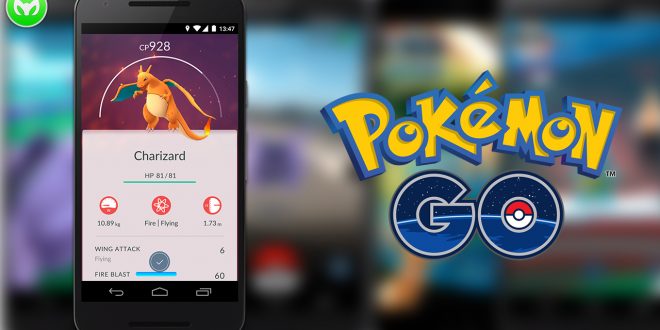 13:47
CP928
Charizard
HP 81 / 81
10.89 kg
Fire | Flying
1.73 m
WING ATTACK 6
Flying
FIRE BLAST 60
POKéMON TM
GO